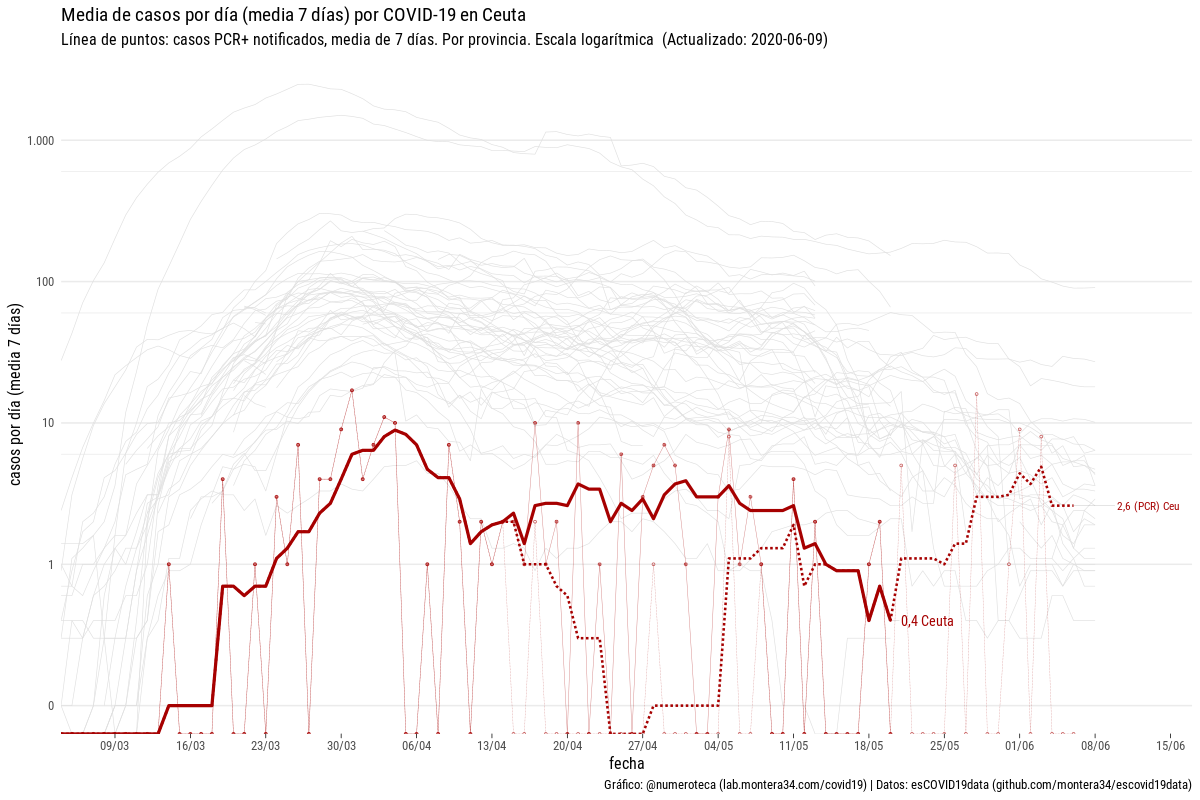 Media de casos por día (media 7 días) por COVID-19 en Ceuta
Línea de puntos: casos PCR+ notificados, media de 7 días. Por provincia. Escala logarítmica  (Actualizado: 2020-06-09)
casos por día (media 7 días)
1.000
100
10
1
0
2,6 (PCR) Ceu
0,4 Ceuta
09/03
16/03
23/03
30/03
06/04
13/04
20/04
27/04
04/05
11/05
18/05
25/05
01/06
08/06
15/06
fecha
Gráfico: @numeroteca (lab.montera34.com/covid19) | Datos: esCOVID19data (github.com/montera34/escovid19data)